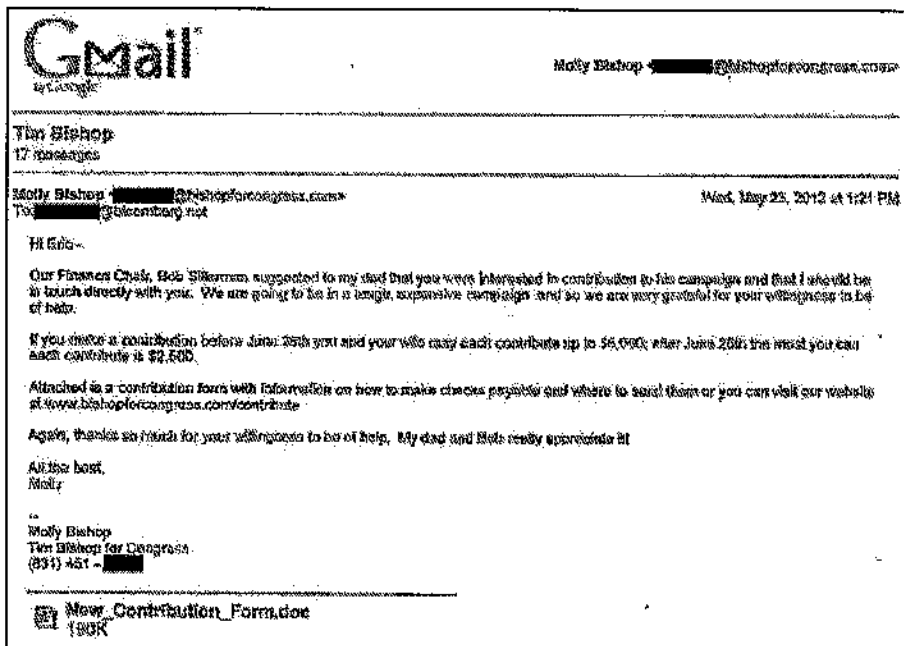 Gmail
by Google
Molly Bishop < @bishopforcongress.com>
Tim Bishop
17 messages
Molly Bishop < @bishopforcongress.com>
Wed, May 23, 2012 at 1:21 PM
To: @bloomberg.net
Hi Eric -
Our Finance Chair, Bob Sillerman suggested to my dad that you were interested in contributing to his campaign and that I should be
in touch directly with you. We are going to be in a tough, expensive campaign and so we are very grateful for your willingness to be
of help.
If you make a contribution before June 26th you and your wife may each contribute up to $5,000; after June 26th the most you can
each contribute is $2,500.
Attached is a contribution form with information on how to make checks payable and where to send them or you can visit our website
at www.bishopforcongress.com/contribute
Again, thanks so much for your willingness to be of help. My dad and Bob really appreciate it!
All the best,
Molly
--
Molly Bishop
Tim Bishop for Congress
(631) 451 -
New_Contribution_Form.doc
190K